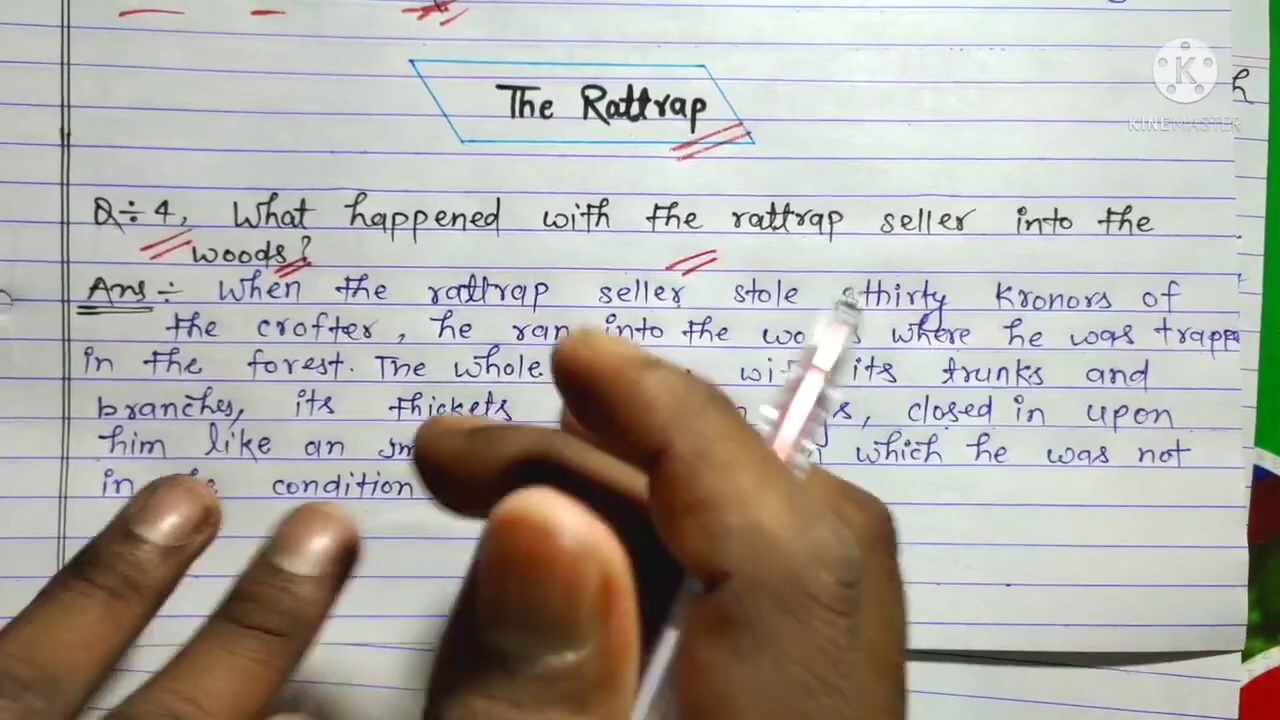 The Rattrap
KINEMASTER
h
Q÷4, What happened with the rattrap seller into the
woods?
Ans÷ When the rattrap seller stole thirty Kronors of
the crofter, he ran into the where he was
in the forest. The whole its trunks and
branches, its thickets closed in upon
him like an which he was not
in condition